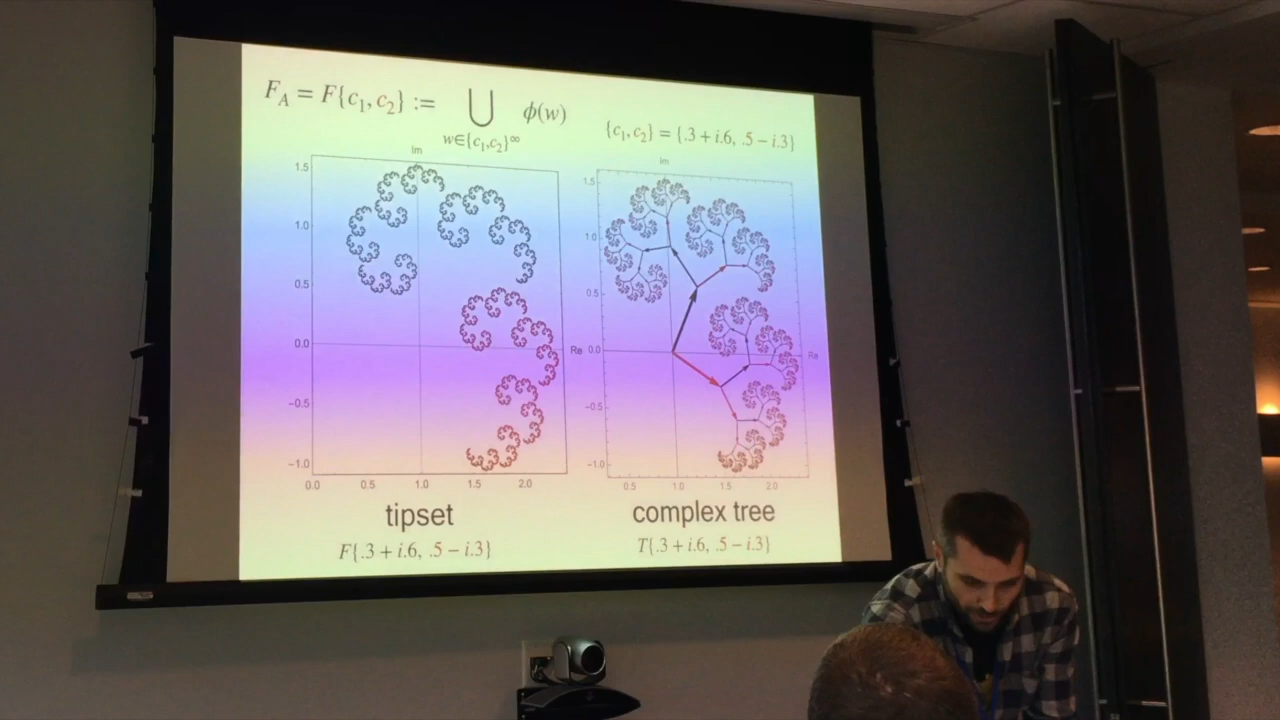 F_A = F{c₁, c₂} := ⋃ ϕ(w)
w∈{c₁,c₂}^∞
{c₁, c₂} = {.3 + i.6, .5 − i.3}
Im
1.5
1.0
0.5
0.0
−0.5
−1.0
0.0 0.5 1.0 1.5 2.0
Re
Im
1.5
1.0
0.5
0.0
−0.5
−1.0
0.5 1.0 1.5 2.0
Re
tipset
F{.3 + i.6, .5 − i.3}
complex tree
T{.3 + i.6, .5 − i.3}